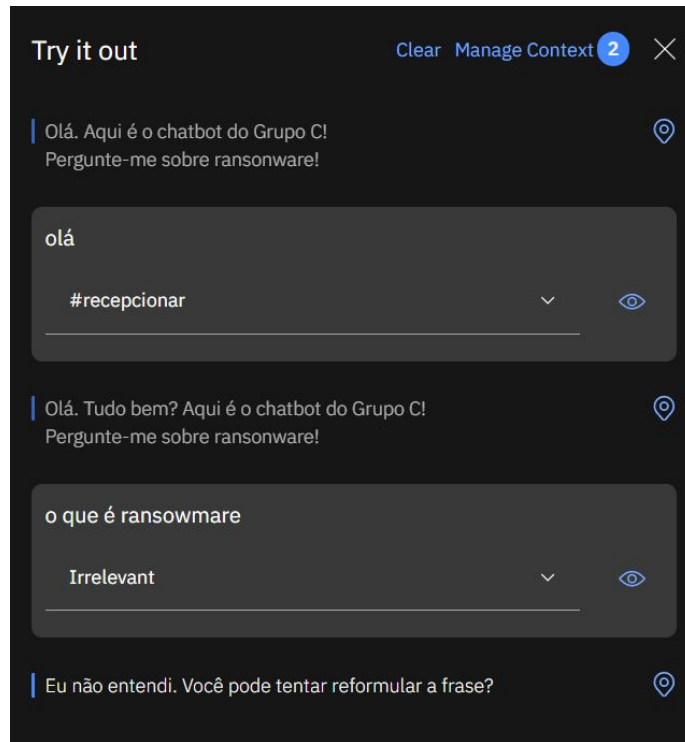 Try it out Clear Manage Context 2
Olá. Aqui é o chatbot do Grupo C!
Pergunte-me sobre ransonware!
olá
#recepcionar
Olá. Tudo bem? Aqui é o chatbot do Grupo C!
Pergunte-me sobre ransonware!
o que é ransowmare
Irrelevant
Eu não entendi. Você pode tentar reformular a frase?